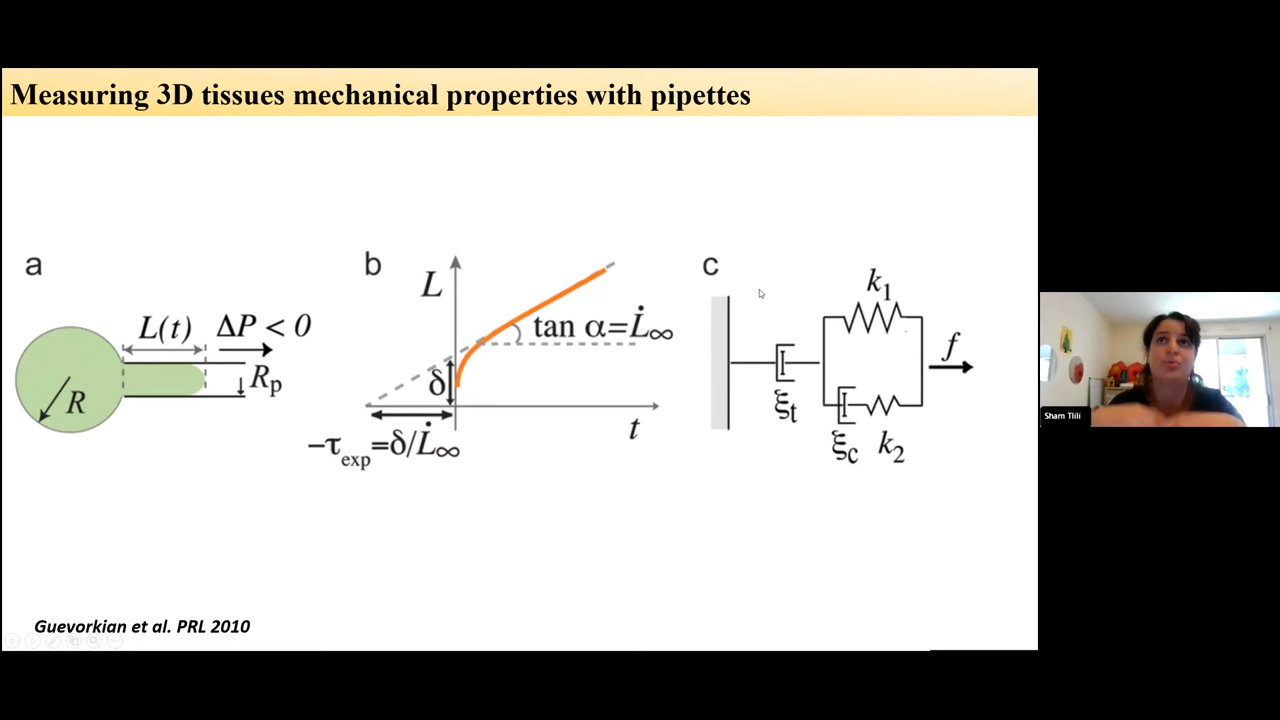 Measuring 3D tissues mechanical properties with pipettes
a
L(t)
ΔP < 0
R
Rp
b
L
tan α=L̇∞
δ
t
−τexp=δ/L̇∞
c
k1
f
ξt
ξc
k2
Guevorkian et al. PRL 2010
Sham Tlili